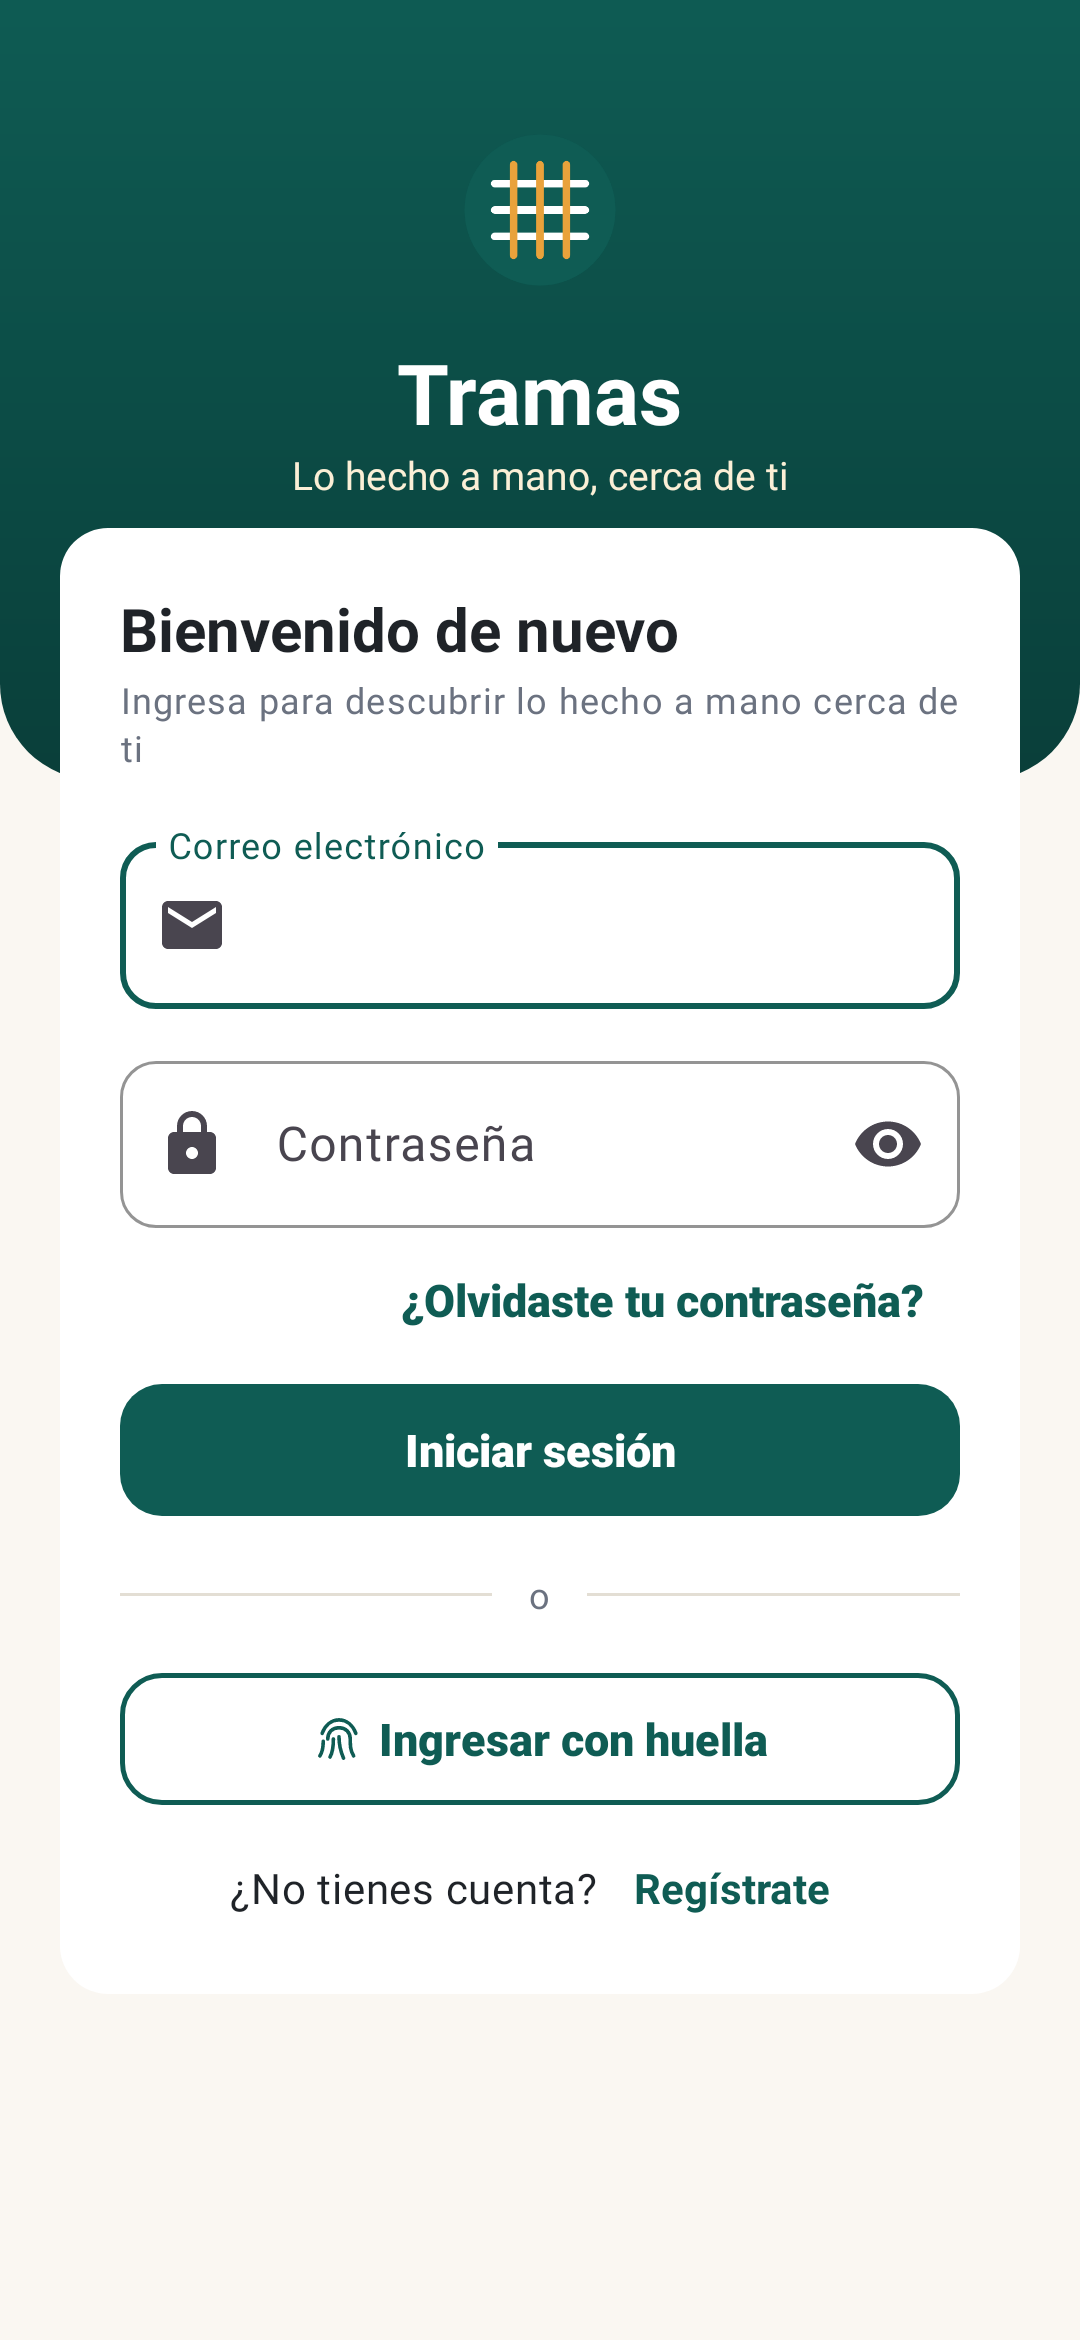 Tramas
Lo hecho a mano, cerca de ti
Bienvenido de nuevo
Ingresa para descubrir lo hecho a mano cerca de
ti
Correo electrónico
Contraseña
¿Olvidaste tu contraseña?
Iniciar sesión
o
Ingresar con huella
¿No tienes cuenta? Regístrate